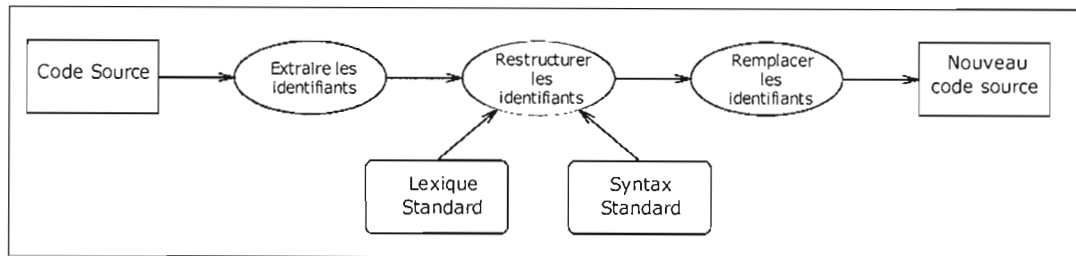 Code Source
Extraire les
identifiants
Restructurer
les
identifiants
Remplacer
les
identifiants
Nouveau
code source
Lexique
Standard
Syntax
Standard